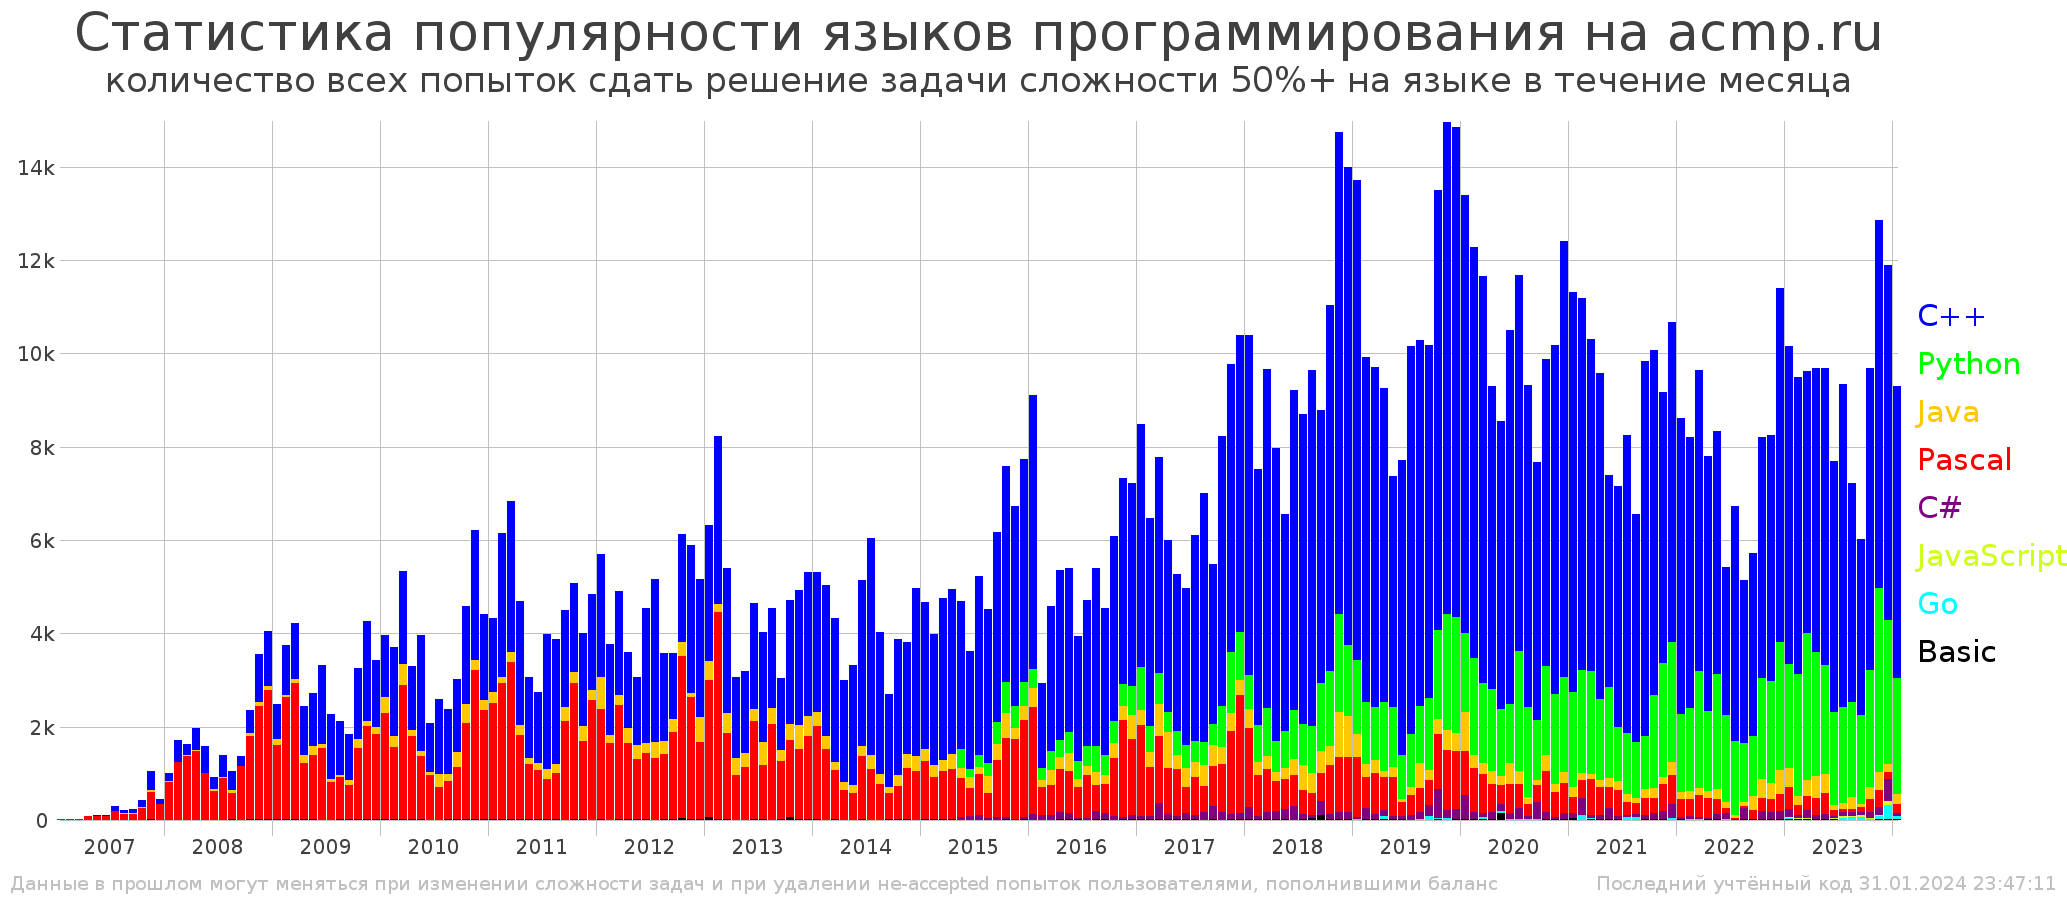 Статистика популярности языков программирования на acmp.ru
количество всех попыток сдать решение задачи сложности 50%+ на языке в течение месяца
14k
12k
10k
8k
6k
4k
2k
0
C++
Python
Java
Pascal
C#
JavaScript
Go
Basic
2007 2008 2009 2010 2011 2012 2013 2014 2015 2016 2017 2018 2019 2020 2021 2022 2023
Данные в прошлом могут меняться при изменении сложности задач и при удалении не-accepted попыток пользователями, пополнившими баланс
Последний учтённый код 31.01.2024 23:47:11